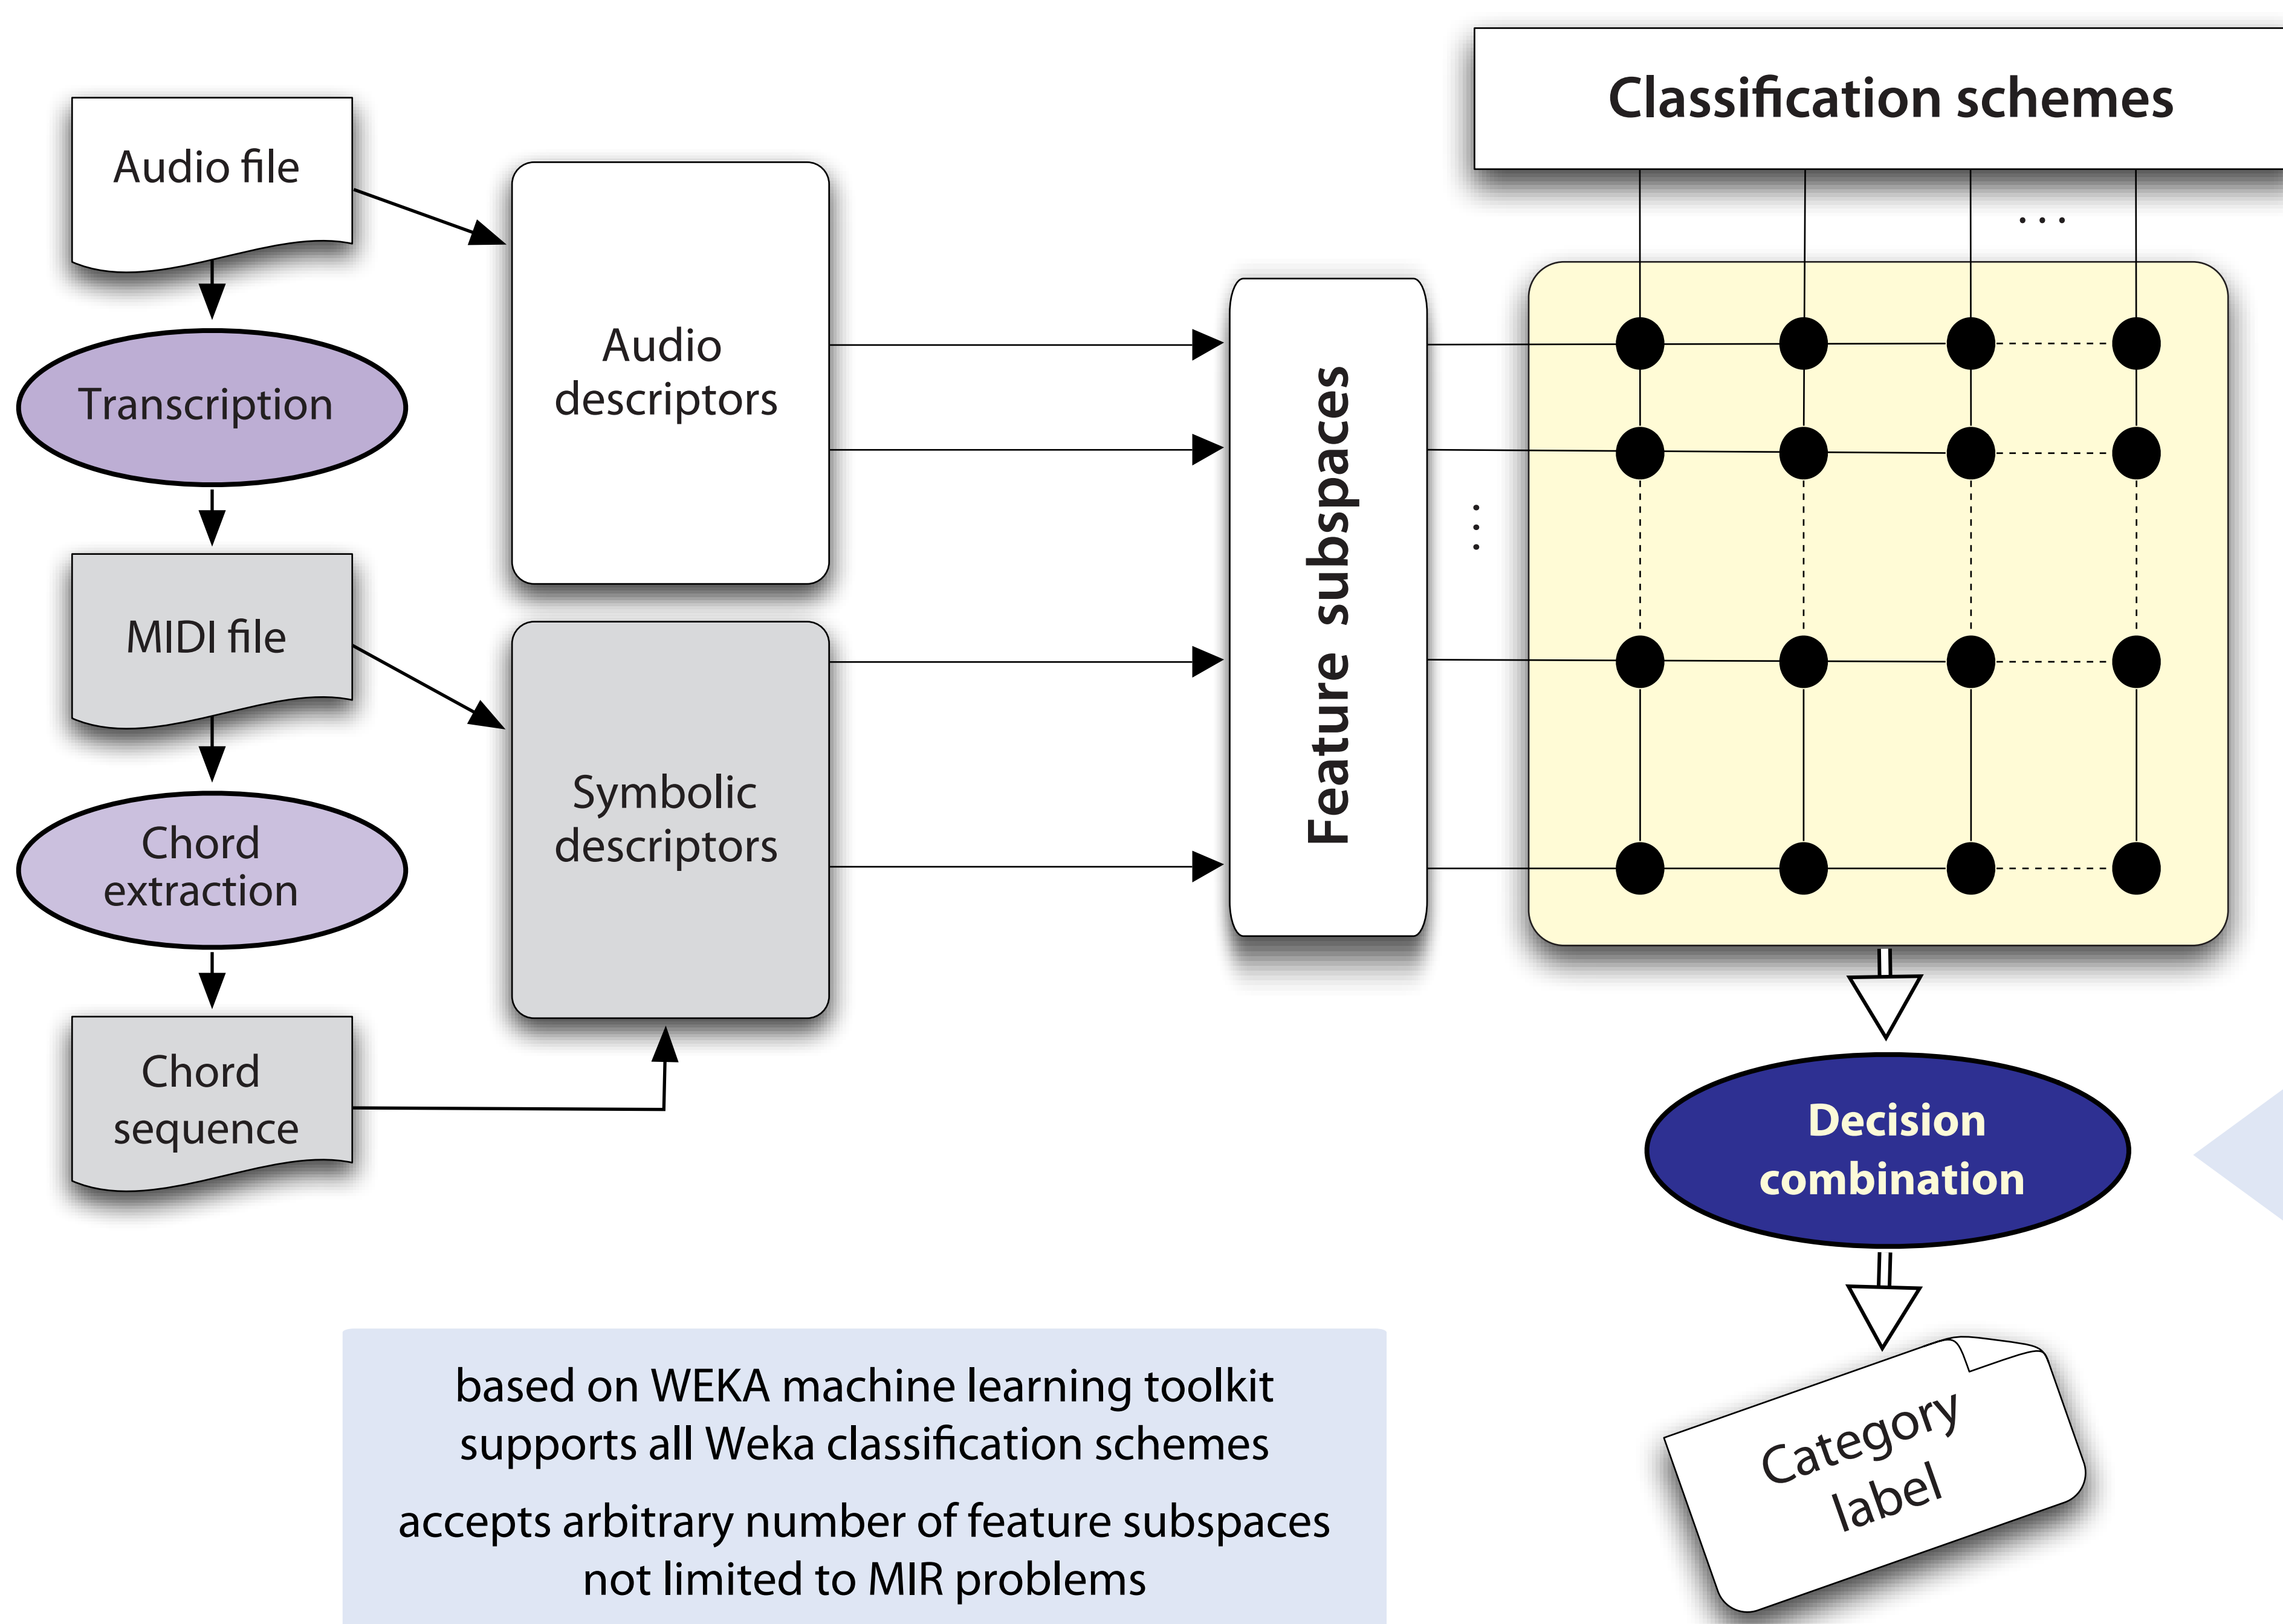 Classification schemes
Audio file
Transcription
MIDI file
Chord
extraction
Chord
sequence
Audio
descriptors
Symbolic
descriptors
Feature subspaces
. . .
. . .
Decision
combination
Category
label
based on WEKA machine learning toolkit
supports all Weka classification schemes
accepts arbitrary number of feature subspaces
not limited to MIR problems